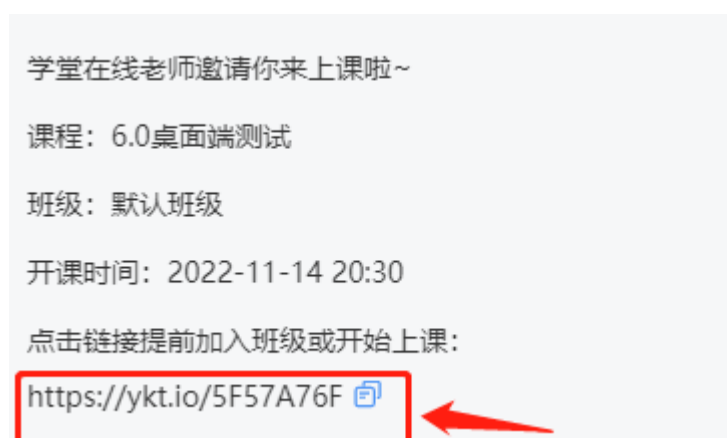 学堂在线老师邀请你来上课啦~
课程：6.0桌面端测试
班级：默认班级
开课时间：2022-11-14 20:30
点击链接提前加入班级或开始上课：
https://ykt.io/5F57A76F